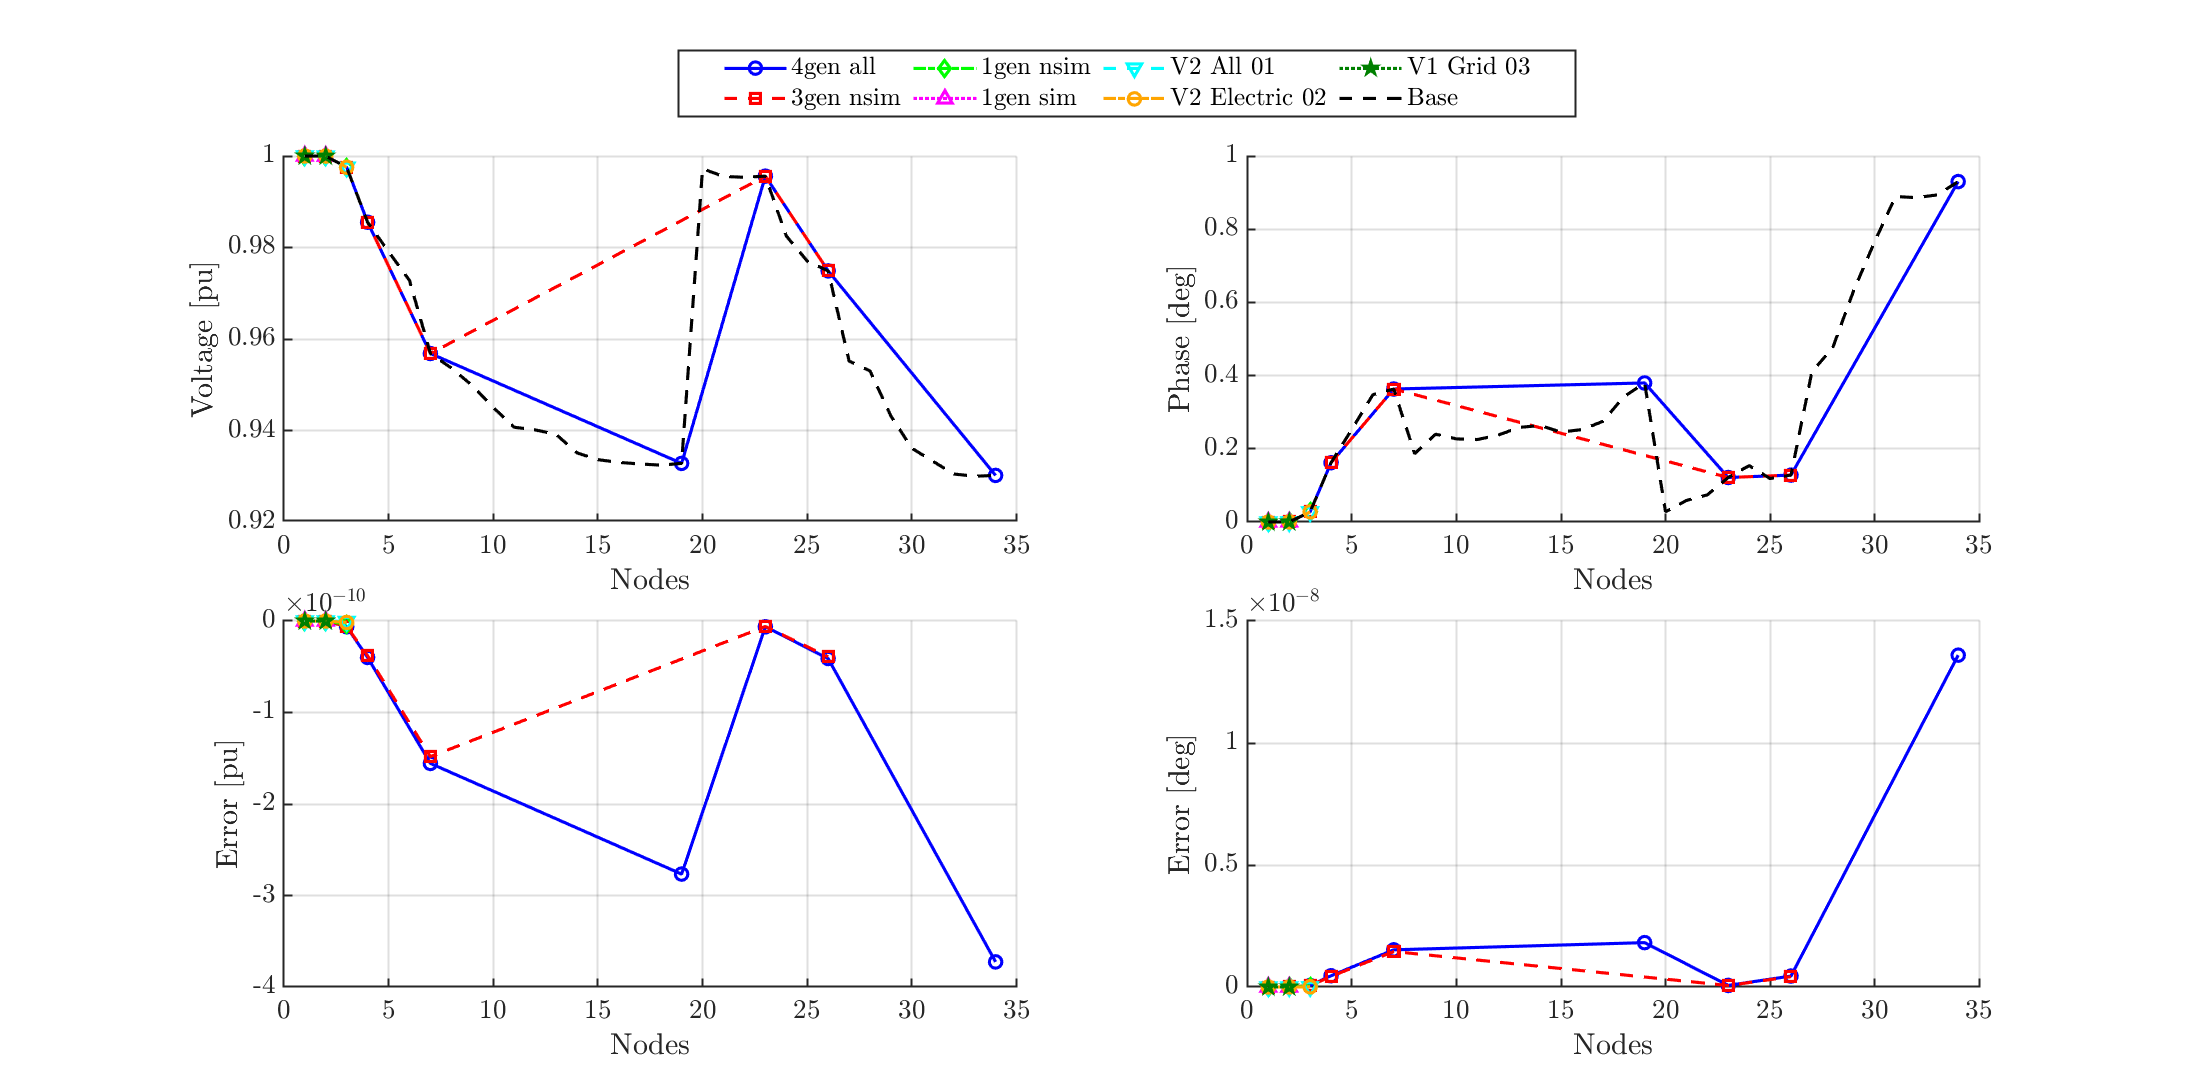 4gen all 1gen nsim V2 All 01 V1 Grid 03
3gen nsim 1gen sim V2 Electric 02 Base
1
0.98
0.96
0.94
0.92
Voltage [pu]
0 5 10 15 20 25 30 35
Nodes
1
0.8
0.6
0.4
0.2
0
Phase [deg]
0 5 10 15 20 25 30 35
Nodes
×10⁻¹⁰
0
-1
-2
-3
-4
Error [pu]
0 5 10 15 20 25 30 35
Nodes
×10⁻⁸
1.5
1
0.5
0
Error [deg]
0 5 10 15 20 25 30 35
Nodes